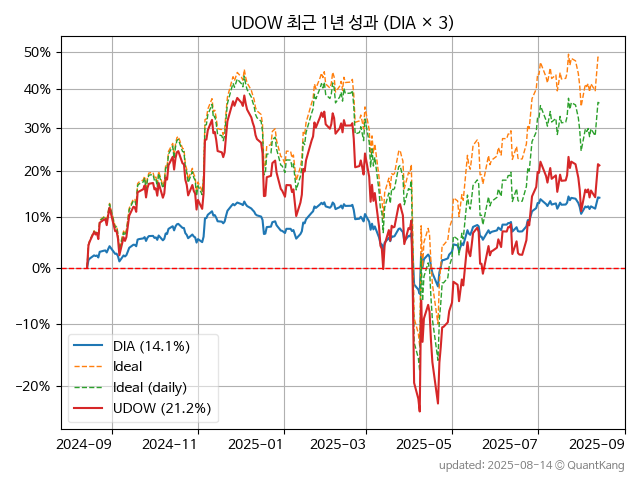 UDOW 최근 1년 성과 (DIA × 3)
50%
40%
30%
20%
10%
0%
−10%
−20%
DIA (14.1%)
Ideal
Ideal (daily)
UDOW (21.2%)
2024-09 2024-11 2025-01 2025-03 2025-05 2025-07 2025-09
updated: 2025-08-14 ⓒ QuantKang